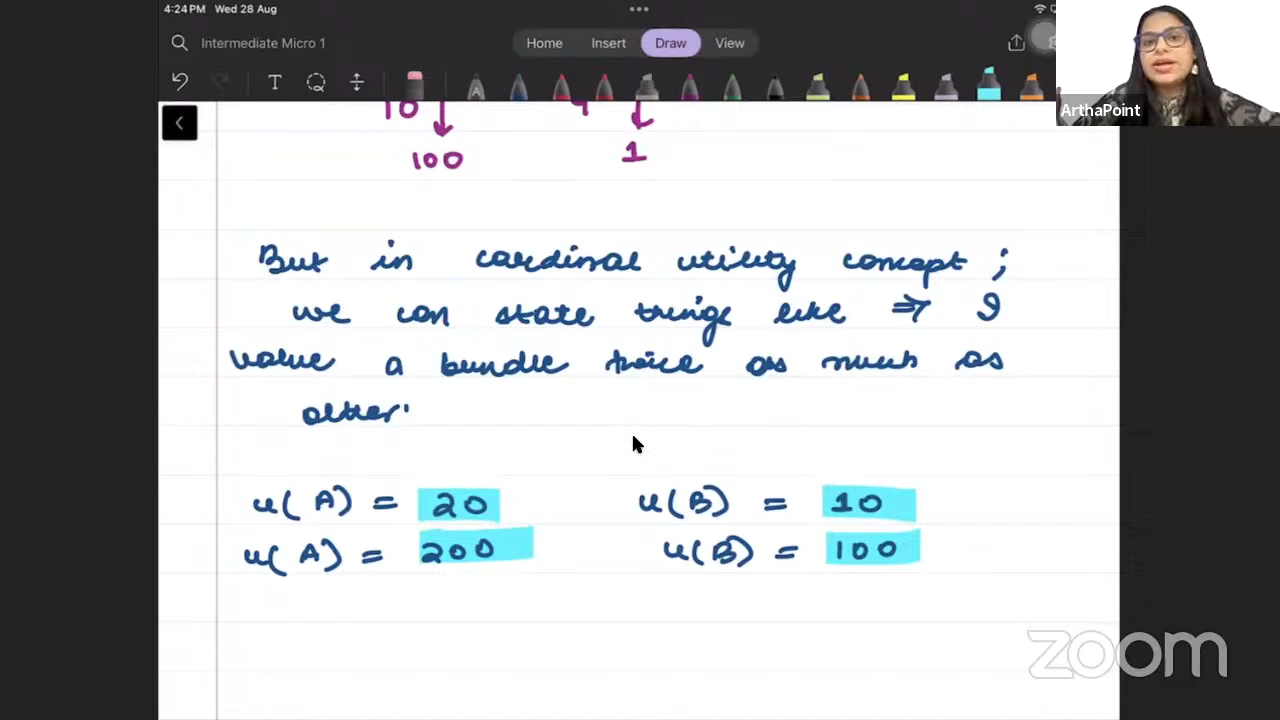 4:24 PM Wed 28 Aug
Intermediate Micro 1
Home Insert Draw View
ArthaPoint
10
4
100
1
But in cardinal utility concept ;
we can state things like ⇒ I
value a bundle twice as much as
other.
u( A) = 20 u(B) = 10
u( A) = 200 u(B) = 100
zoom